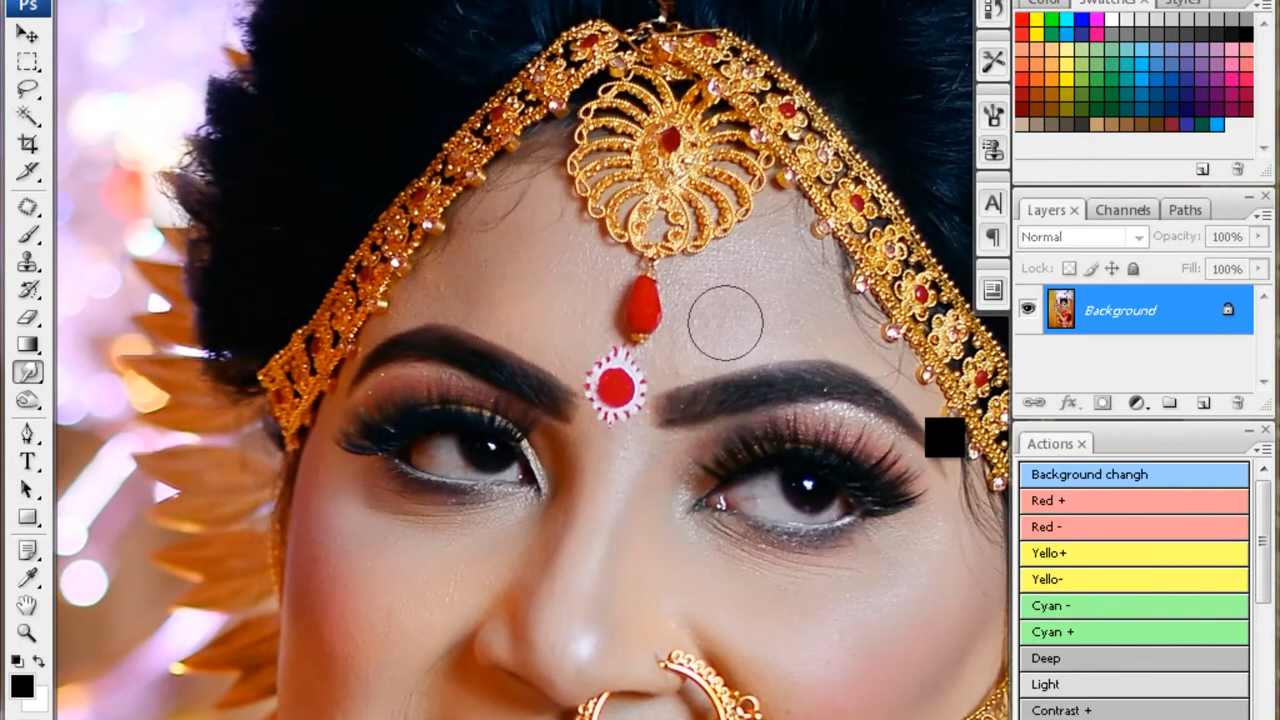 Ps
Color
Swatches ×
Styles
Layers ×
Channels
Paths
Normal
Opacity: 100%
Lock:
Fill: 100%
Background
fx.
Actions ×
Background changh
Red +
Red -
Yello+
Yello-
Cyan -
Cyan +
Deep
Light
Contrast +
T
A
¶